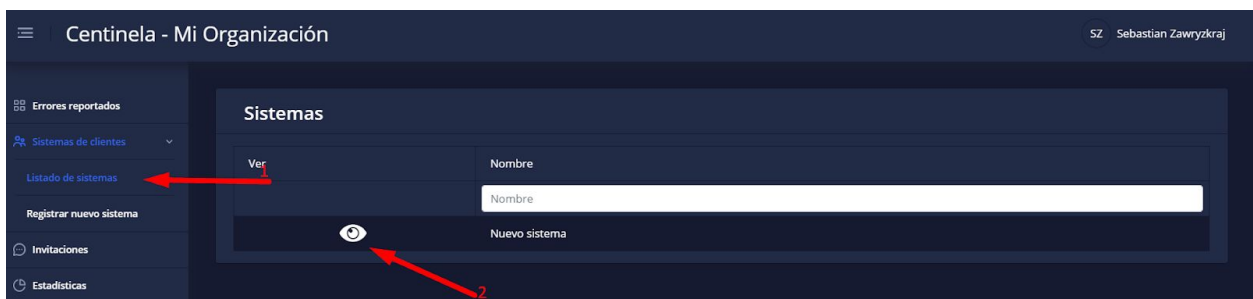 Centinela - Mi Organización
SZ Sebastian Zawryzkraj
Errores reportados
Sistemas de clientes
Listado de sistemas
Registrar nuevo sistema
Invitaciones
Estadísticas
Sistemas
Ver Nombre
1
Nombre
Nuevo sistema
2